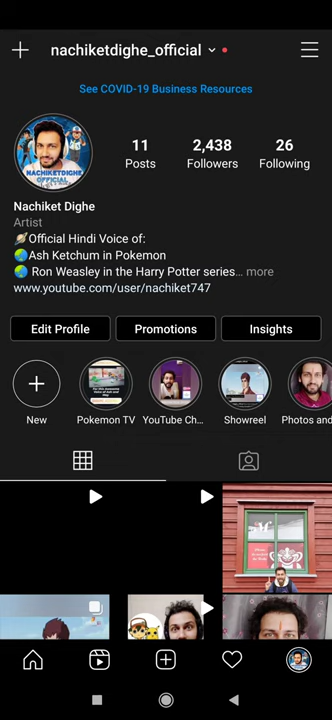 nachiketdighe_official
See COVID-19 Business Resources
NACHIKETDIGHE
OFFICIAL
11
Posts
2,438
Followers
26
Following
Nachiket Dighe
Artist
🪐Official Hindi Voice of:
🌏Ash Ketchum in Pokemon
🌏 Ron Weasley in the Harry Potter series… more
www.youtube.com/user/nachiket747
Edit Profile
Promotions
Insights
New
Pokemon TV
YouTube Ch...
Showreel
Photos and